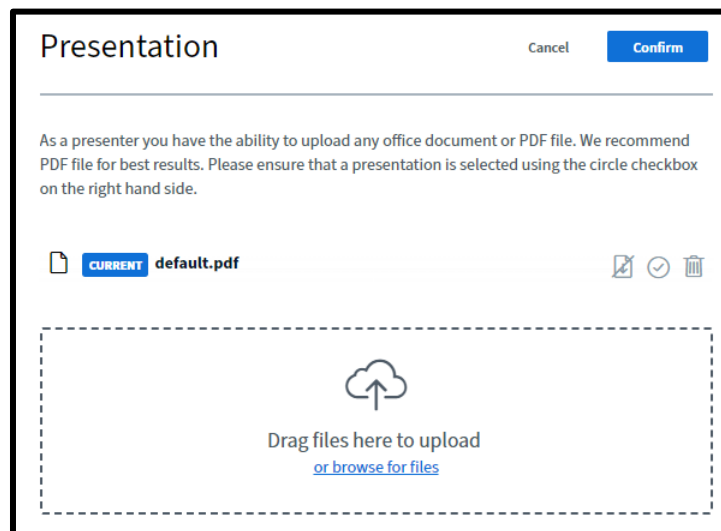 Presentation
Cancel
Confirm
As a presenter you have the ability to upload any office document or PDF file. We recommend
PDF file for best results. Please ensure that a presentation is selected using the circle checkbox
on the right hand side.
CURRENT default.pdf
Drag files here to upload
or browse for files